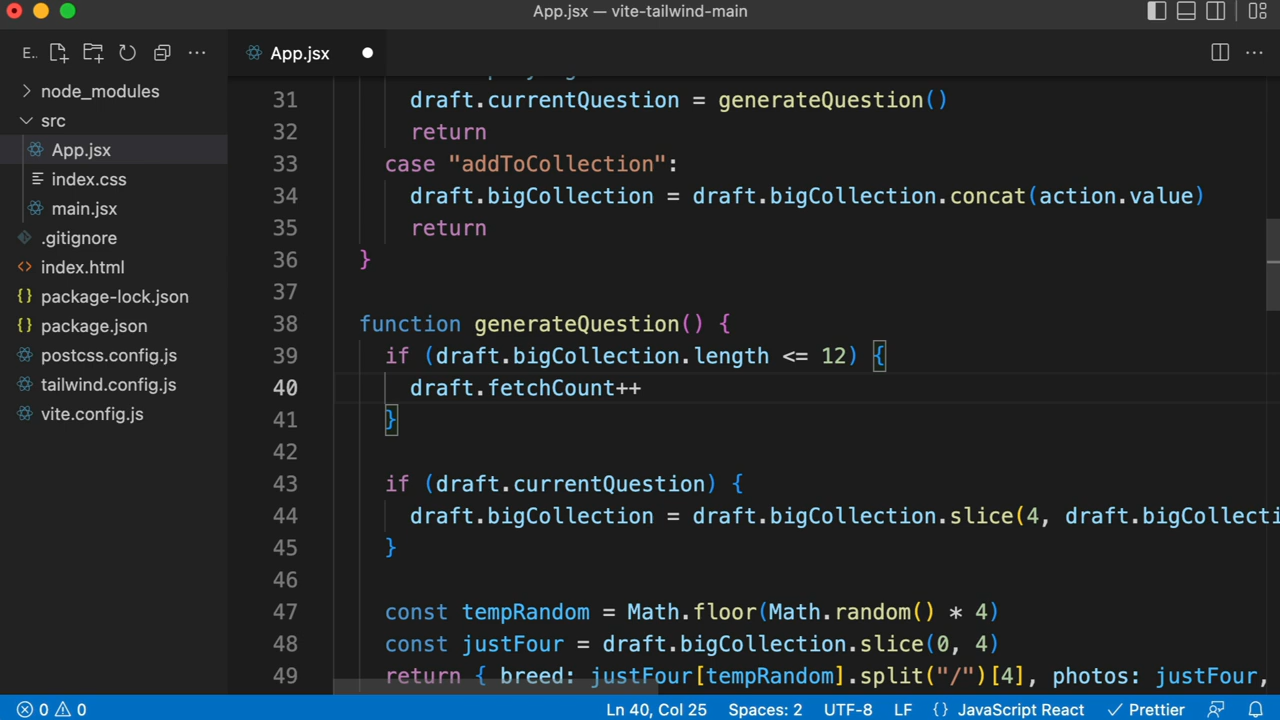 App.jsx — vite-tailwind-main
E..
App.jsx
node_modules
src
App.jsx
index.css
main.jsx
.gitignore
index.html
package-lock.json
package.json
postcss.config.js
tailwind.config.js
vite.config.js
31 draft.currentQuestion = generateQuestion()
32 return
33 case "addToCollection":
34 draft.bigCollection = draft.bigCollection.concat(action.value)
35 return
36 }
37
38 function generateQuestion() {
39 if (draft.bigCollection.length <= 12) {
40 draft.fetchCount++
41 }
42
43 if (draft.currentQuestion) {
44 draft.bigCollection = draft.bigCollection.slice(4, draft.bigCollecti
45 }
46
47 const tempRandom = Math.floor(Math.random() * 4)
48 const justFour = draft.bigCollection.slice(0, 4)
49 return { breed: justFour[tempRandom].split("/")[4], photos: justFour,
0 0 Ln 40, Col 25 Spaces: 2 UTF-8 LF {} JavaScript React Prettier